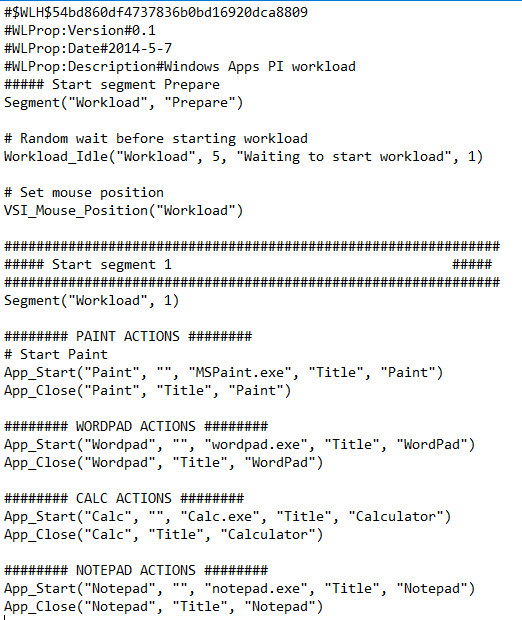 #$WLH$54bd860df4737836b0bd16920dca8809
#WLProp:Version#0.1
#WLProp:Date#2014-5-7
#WLProp:Description#Windows Apps PI workload
##### Start segment Prepare
Segment("Workload", "Prepare")
# Random wait before starting workload
Workload_Idle("Workload", 5, "Waiting to start workload", 1)
# Set mouse position
VSI_Mouse_Position("Workload")
##############################################################
##### Start segment 1                                   #####
##############################################################
Segment("Workload", 1)
######## PAINT ACTIONS ########
# Start Paint
App_Start("Paint", "", "MSPaint.exe", "Title", "Paint")
App_Close("Paint", "Title", "Paint")
######## WORDPAD ACTIONS ########
App_Start("Wordpad", "", "wordpad.exe", "Title", "WordPad")
App_Close("Wordpad", "Title", "WordPad")
######## CALC ACTIONS ########
App_Start("Calc", "", "Calc.exe", "Title", "Calculator")
App_Close("Calc", "Title", "Calculator")
######## NOTEPAD ACTIONS ########
App_Start("Notepad", "", "notepad.exe", "Title", "Notepad")
App_Close("Notepad", "Title", "Notepad")